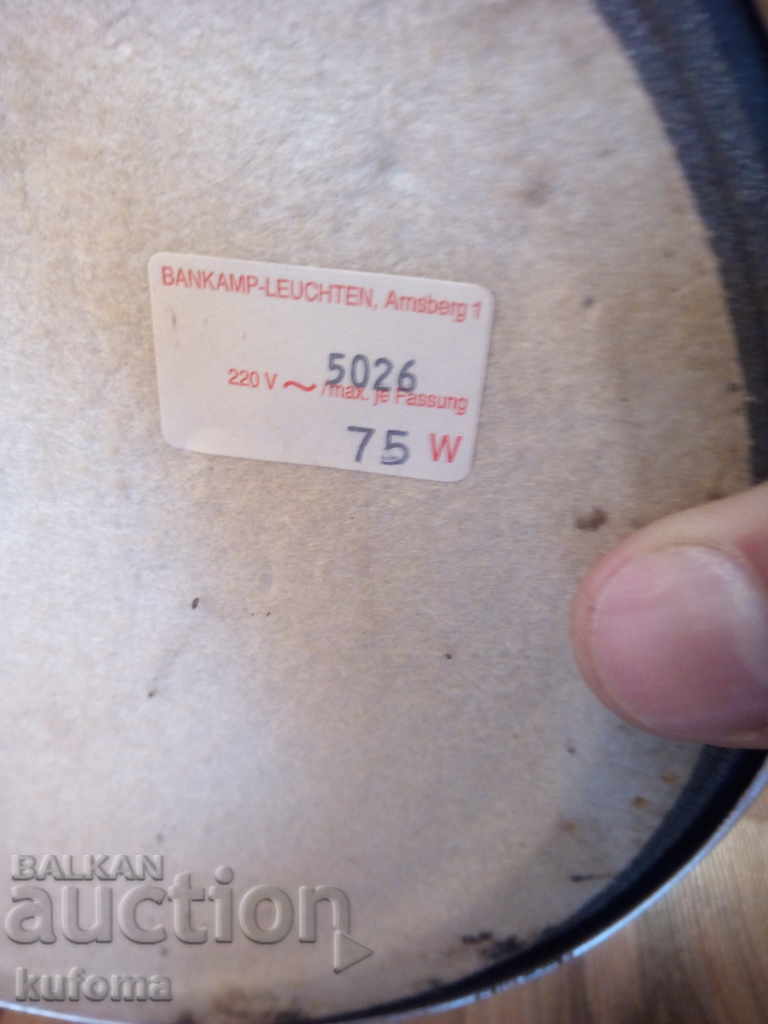 BANKAMP-LEUCHTEN, Arnsberg 1
5026
220 V ~ /max. je Fassung
75 W
BALKAN
auction
kufoma